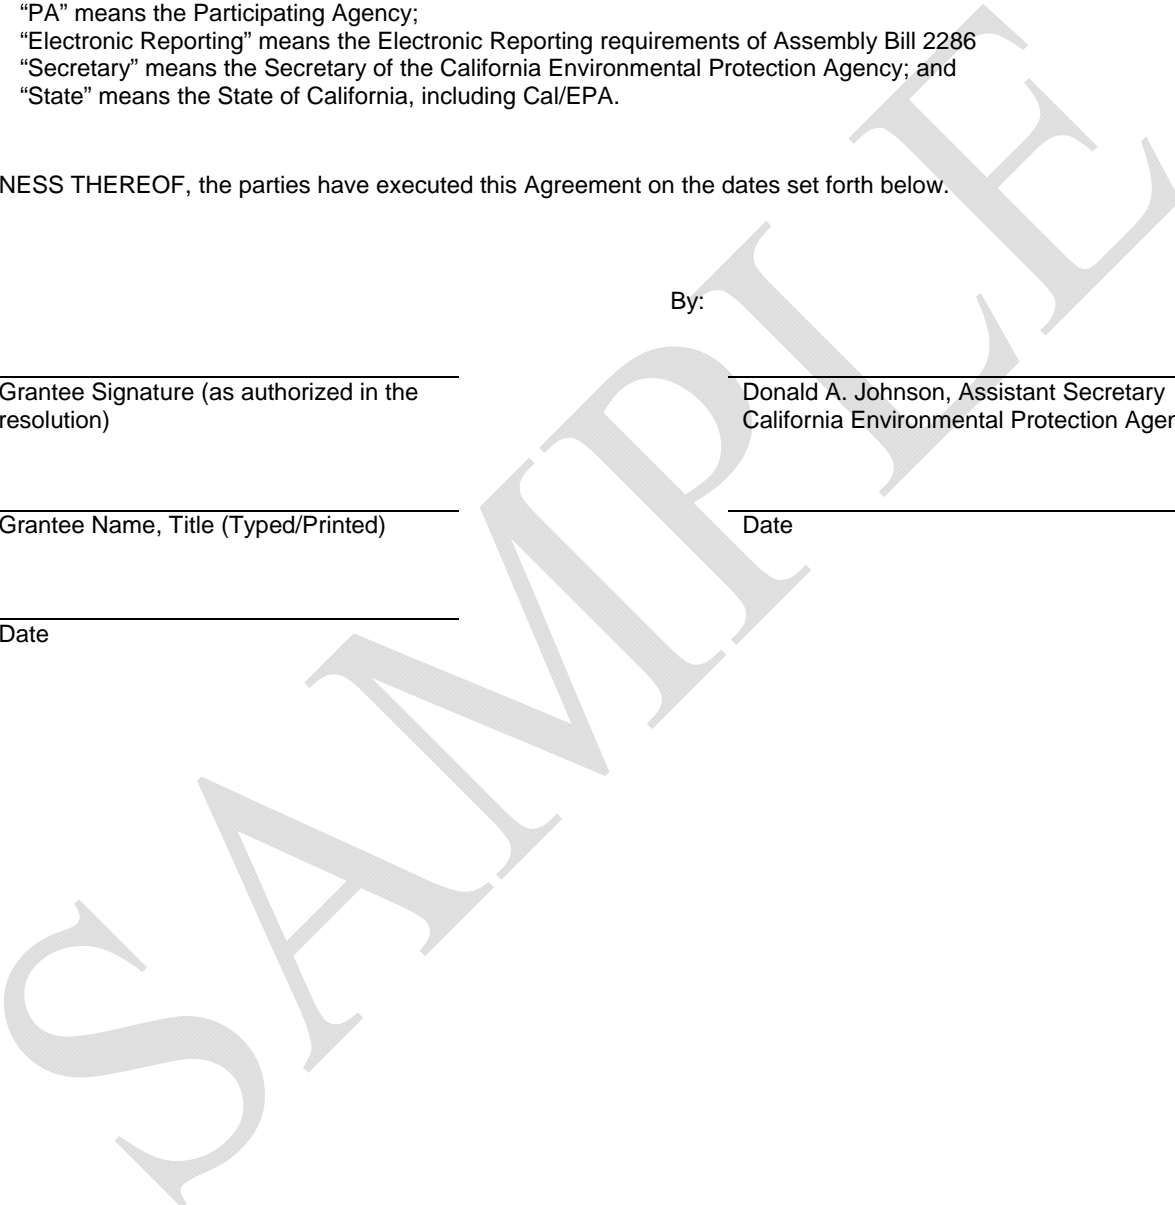 “PA” means the Participating Agency;
“Electronic Reporting” means the Electronic Reporting requirements of Assembly Bill 2286
“Secretary” means the Secretary of the California Environmental Protection Agency; and
“State” means the State of California, including Cal/EPA.
NESS THEREOF, the parties have executed this Agreement on the dates set forth below.
By:
Grantee Signature (as authorized in the
resolution)
Donald A. Johnson, Assistant Secretary
California Environmental Protection Agen
Grantee Name, Title (Typed/Printed)
Date
Date
SAMPLE